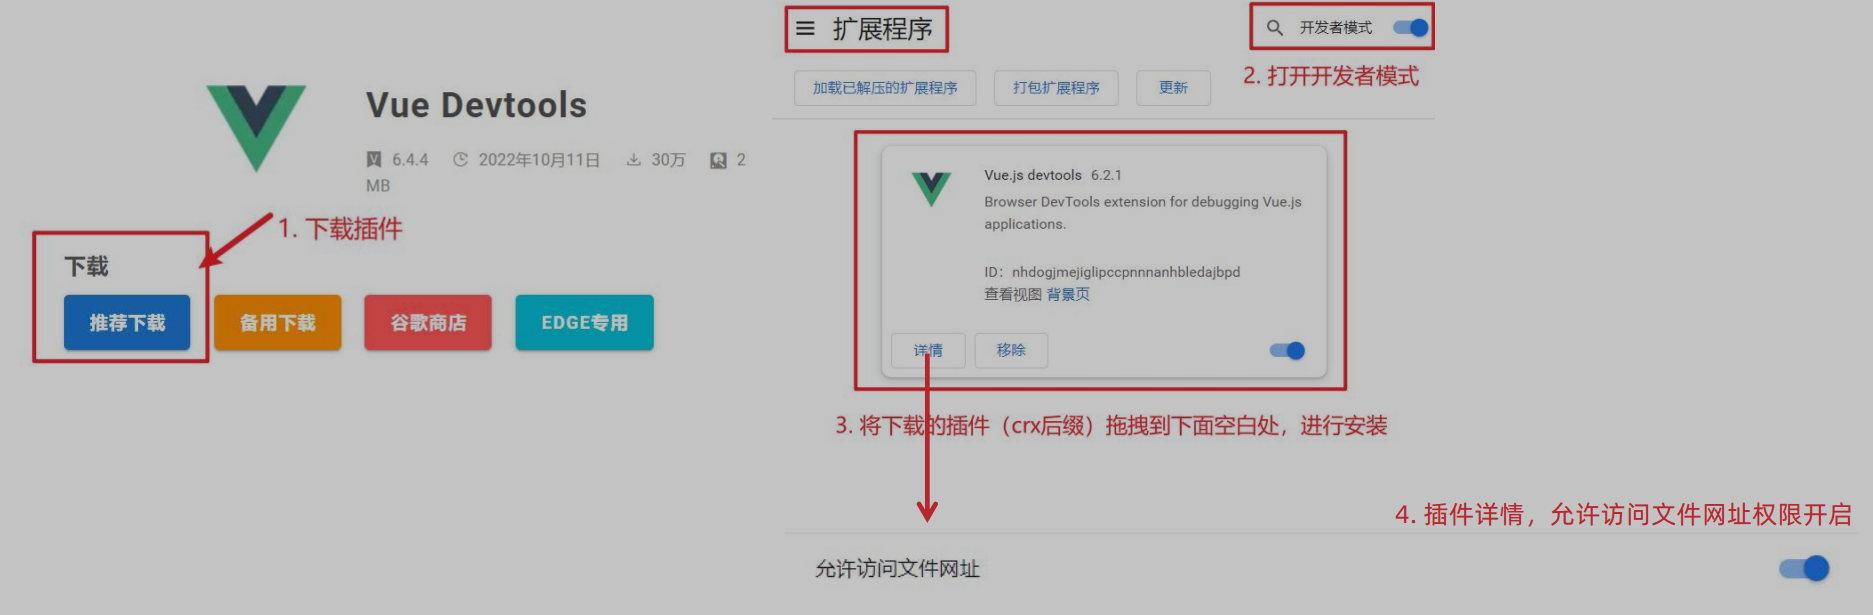 Vue Devtools
6.4.4 2022年10月11日 30万 2
MB
1. 下载插件
下载
推荐下载 备用下载 谷歌商店 EDGE专用
扩展程序
开发者模式
2. 打开开发者模式
加载已解压的扩展程序 打包扩展程序 更新
Vue.js devtools 6.2.1
Browser DevTools extension for debugging Vue.js
applications.
ID：nhdogjmejiglipccpnnnanhbledajbpd
查看视图 背景页
详情 移除
3. 将下载的插件（crx后缀）拖拽到下面空白处，进行安装
4. 插件详情，允许访问文件网址权限开启
允许访问文件网址